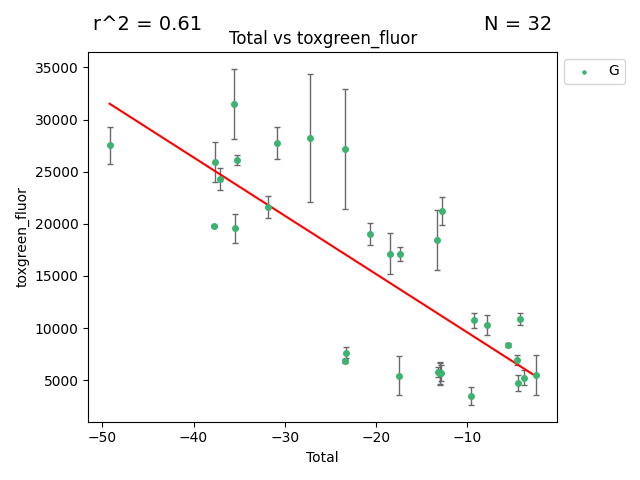 r^2 = 0.61
N = 32
Total vs toxgreen_fluor
G
toxgreen_fluor
35000
30000
25000
20000
15000
10000
5000
−50
−40
−30
−20
−10
Total